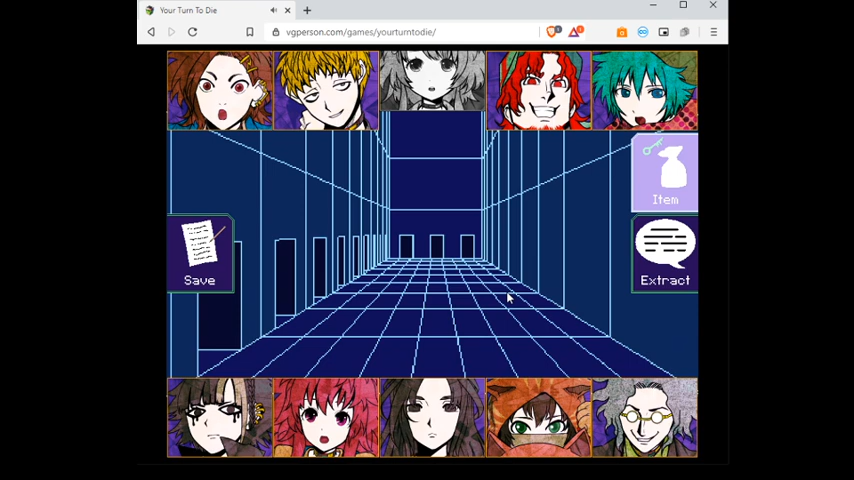 Your Turn To Die
vgperson.com/games/yourturntodie/
Item
Save
Extract